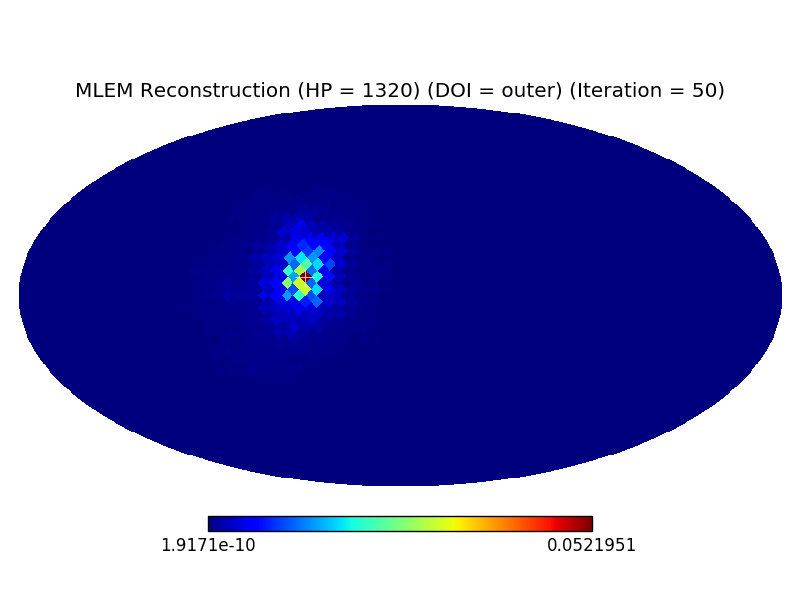 MLEM Reconstruction (HP = 1320) (DOI = outer) (Iteration = 50)
1.9171e-10 0.0521951